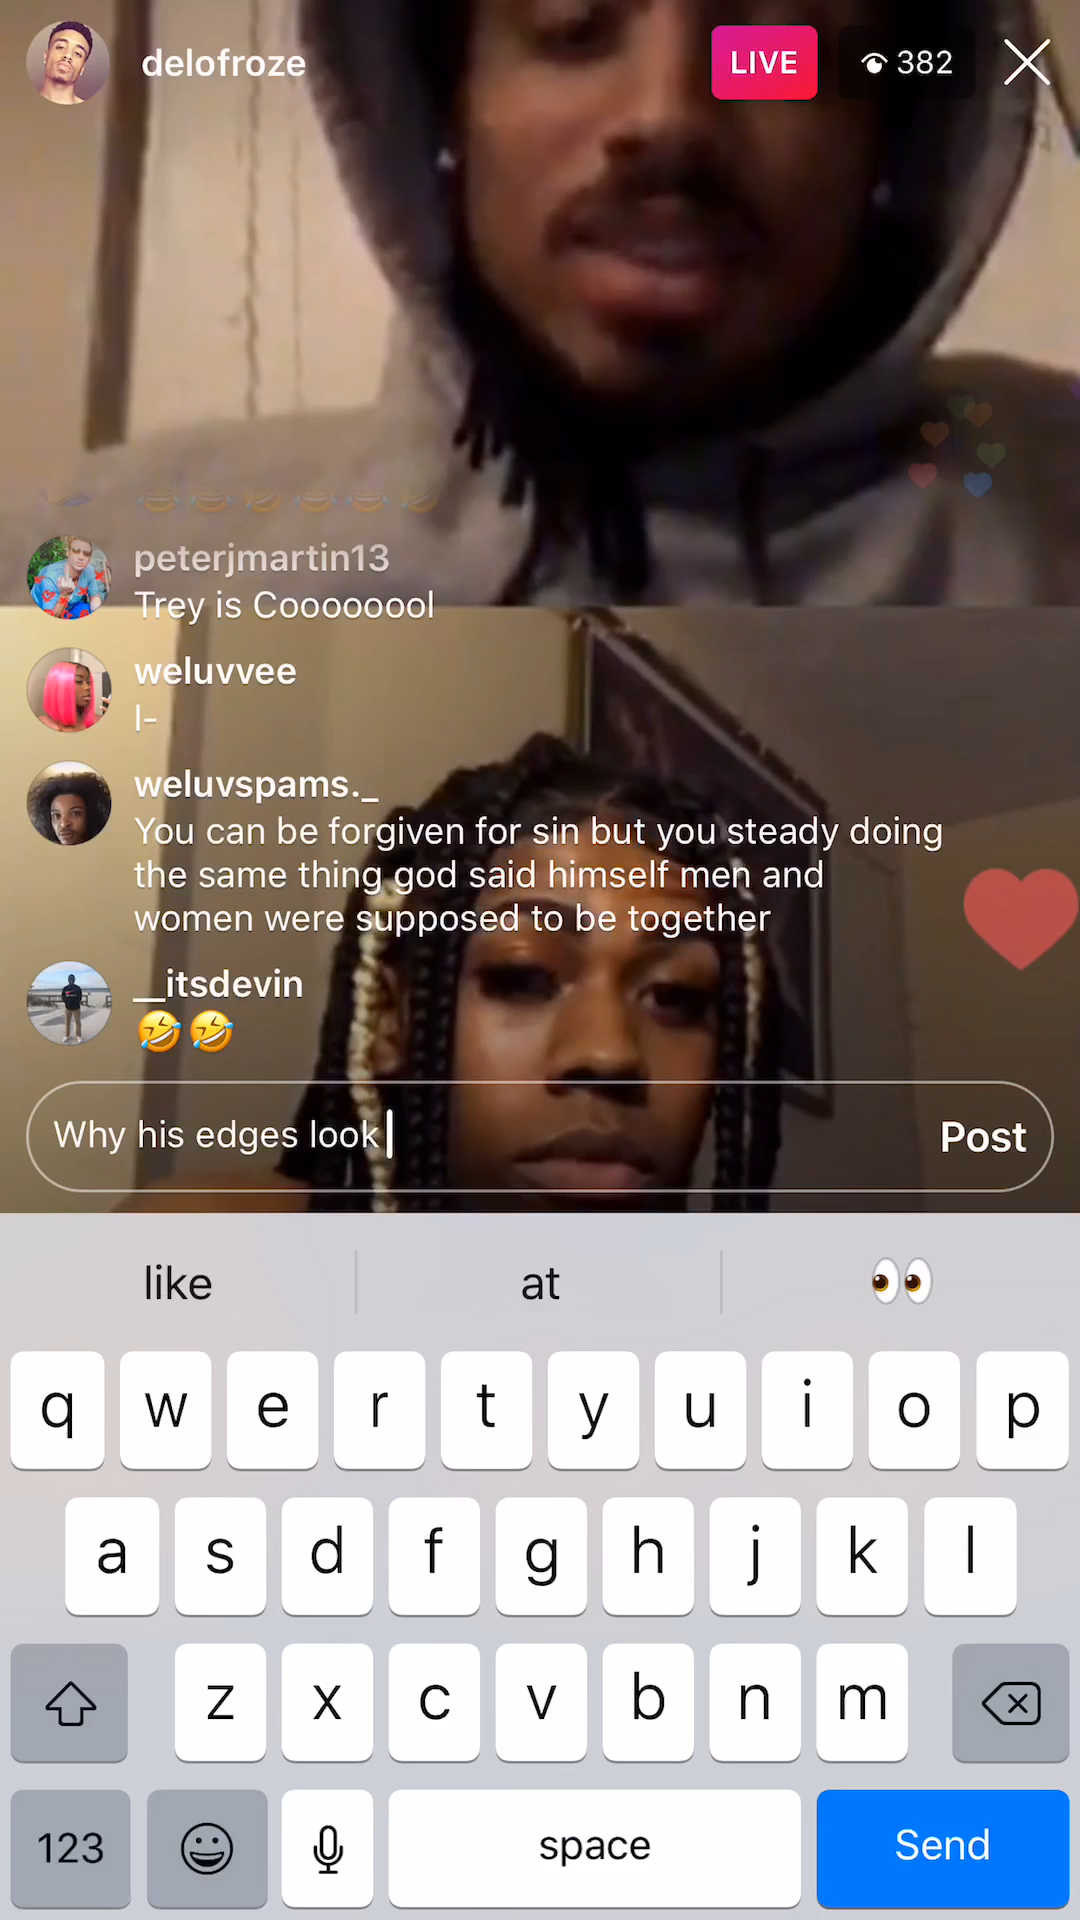 delofroze
LIVE
382
peterjmartin13
Trey is Cooooooool
weluvvee
I-
weluvspams._
You can be forgiven for sin but you steady doing
the same thing god said himself men and
women were supposed to be together
__itsdevin
🤣🤣
Why his edges look
Post
like at 👀
q w e r t y u i o p
a s d f g h j k l
z x c v b n m
123 space Send